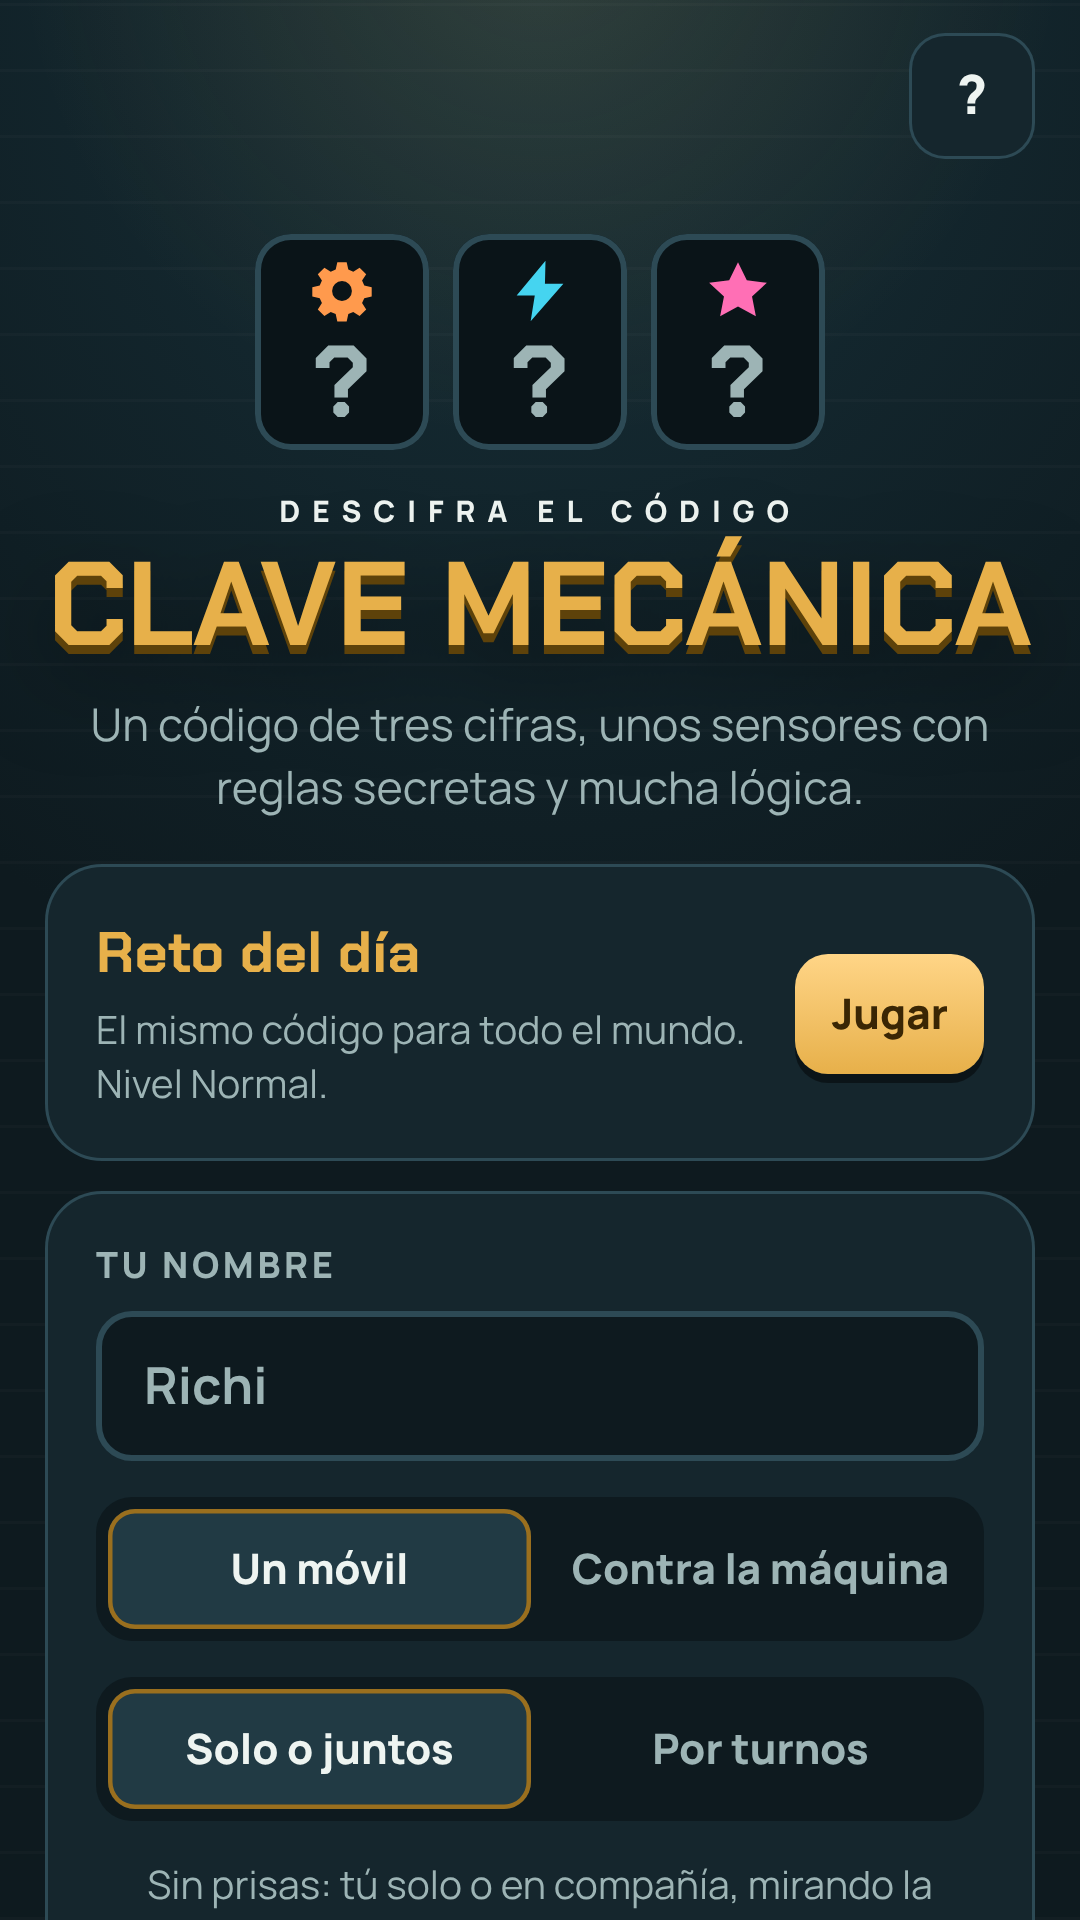 ?
? ? ?
DESCIFRA EL CÓDIGO
CLAVE MECÁNICA
Un código de tres cifras, unos sensores con
reglas secretas y mucha lógica.
Reto del día
El mismo código para todo el mundo.
Nivel Normal.
Jugar
TU NOMBRE
Richi
Un móvil
Contra la máquina
Solo o juntos
Por turnos
Sin prisas: tú solo o en compañía, mirando la